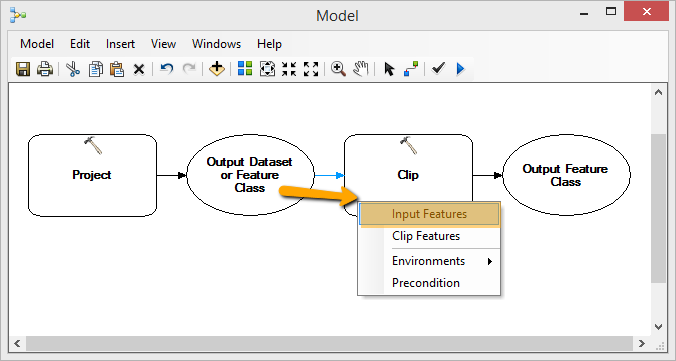 Model
Model Edit Insert View Windows Help
Project
Output Dataset
or Feature
Class
Clip
Output Feature
Class
Input Features
Clip Features
Environments
Precondition